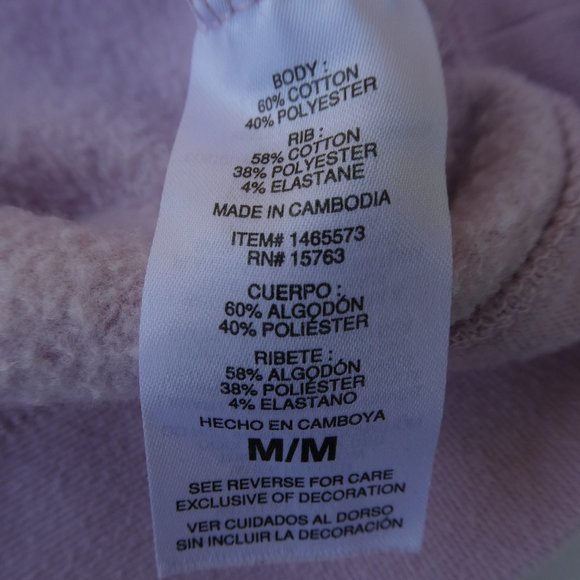 BODY :
60% COTTON
40% POLYESTER
RIB :
58% COTTON
38% POLYESTER
4% ELASTANE
MADE IN CAMBODIA
ITEM# 1465573
RN# 15763
CUERPO :
60% ALGODÓN
40% POLIÉSTER
RIBETE :
58% ALGODÓN
38% POLIÉSTER
4% ELASTANO
HECHO EN CAMBOYA
M/M
SEE REVERSE FOR CARE
EXCLUSIVE OF DECORATION
VER CUIDADOS AL DORSO
SIN INCLUIR LA DECORACIÓN